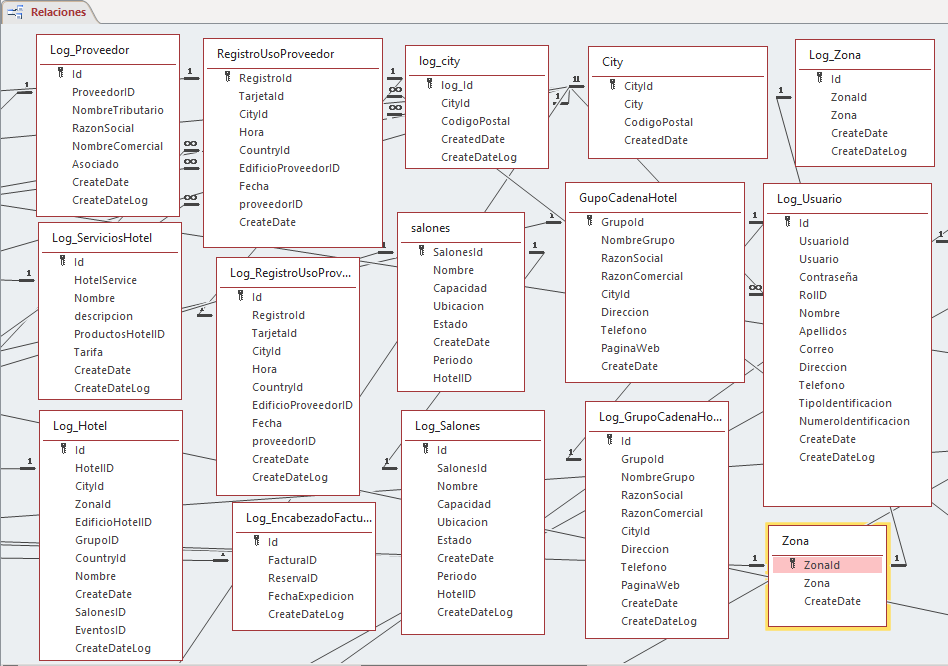 Relaciones
Log_Proveedor
Id
ProveedorID
NombreTributario
RazonSocial
NombreComercial
Asociado
CreateDate
CreateDateLog
RegistroUsoProveedor
RegistroId
TarjetaId
CityId
Hora
CountryId
EdificioProveedorID
Fecha
proveedorID
CreateDate
log_city
log_Id
CityId
CodigoPostal
CreatedDate
CreateDateLog
City
CityId
City
CodigoPostal
CreatedDate
Log_Zona
Id
ZonaId
Zona
CreateDate
CreateDateLog
Log_ServiciosHotel
Id
HotelService
Nombre
descripcion
ProductosHotelID
Tarifa
CreateDate
CreateDateLog
Log_RegistroUsoProv...
Id
RegistroId
TarjetaId
CityId
Hora
CountryId
EdificioProveedorID
Fecha
proveedorID
CreateDate
CreateDateLog
salones
SalonesId
Nombre
Capacidad
Ubicacion
Estado
CreateDate
Periodo
HotelID
GupoCadenaHotel
GrupoId
NombreGrupo
RazonSocial
RazonComercial
CityId
Direccion
Telefono
PaginaWeb
CreateDate
Log_Usuario
Id
UsuarioId
Usuario
Contraseña
RolID
Nombre
Apellidos
Correo
Direccion
Telefono
TipoIdentificacion
NumeroIdentificacion
CreateDate
CreateDateLog
Log_Hotel
Id
HotelID
CityId
ZonaId
EdificioHotelID
GrupoID
CountryId
Nombre
CreateDate
SalonesID
EventosID
CreateDateLog
Log_EncabezadoFactu...
Id
FacturaID
ReservaID
FechaExpedicion
CreateDateLog
Log_Salones
Id
SalonesId
Nombre
Capacidad
Ubicacion
Estado
CreateDate
Periodo
HotelID
CreateDateLog
Log_GrupoCadenaHo...
Id
GrupoId
NombreGrupo
RazonSocial
RazonComercial
CityId
Direccion
Telefono
PaginaWeb
CreateDate
CreateDateLog
Zona
ZonaId
Zona
CreateDate